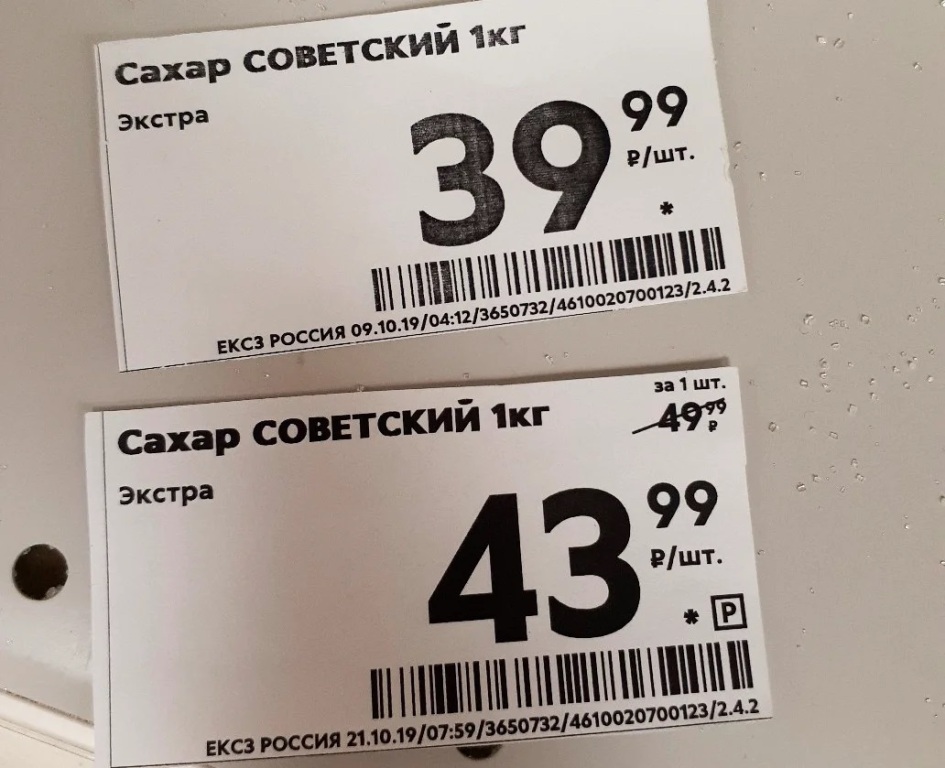 Сахар СОВЕТСКИЙ 1кг
Экстра
39 99
₽/шт.
*
ЕКСЗ РОССИЯ 09.10.19/04:12/3650732/4610020700123/2.4.2
за 1 шт.
49 99
₽
Сахар СОВЕТСКИЙ 1кг
Экстра
43 99
₽/шт.
* P
ЕКСЗ РОССИЯ 21.10.19/07:59/3650732/4610020700123/2.4.2